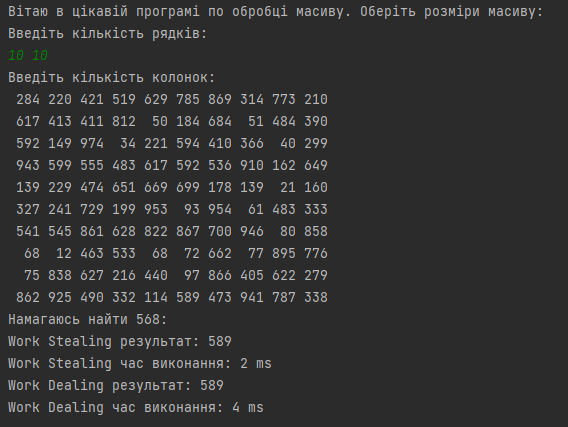 Вітаю в цікавій програмі по обробці масиву. Оберіть розміри масиву:
Введіть кількість рядків:
10 10
Введіть кількість колонок:
284 220 421 519 629 785 869 314 773 210
617 413 411 812  50 184 684  51 484 390
592 149 974  34 221 594 410 366  40 299
943 599 555 483 617 592 536 910 162 649
139 229 474 651 669 699 178 139  21 160
327 241 729 199 953  93 954  61 483 333
541 545 861 628 822 867 700 946  80 858
68  12 463 533  68  72 662  77 895 776
75 838 627 216 440  97 866 405 622 279
862 925 490 332 114 589 473 941 787 338
Намагаюсь найти 568:
Work Stealing результат: 589
Work Stealing час виконання: 2 ms
Work Dealing результат: 589
Work Dealing час виконання: 4 ms